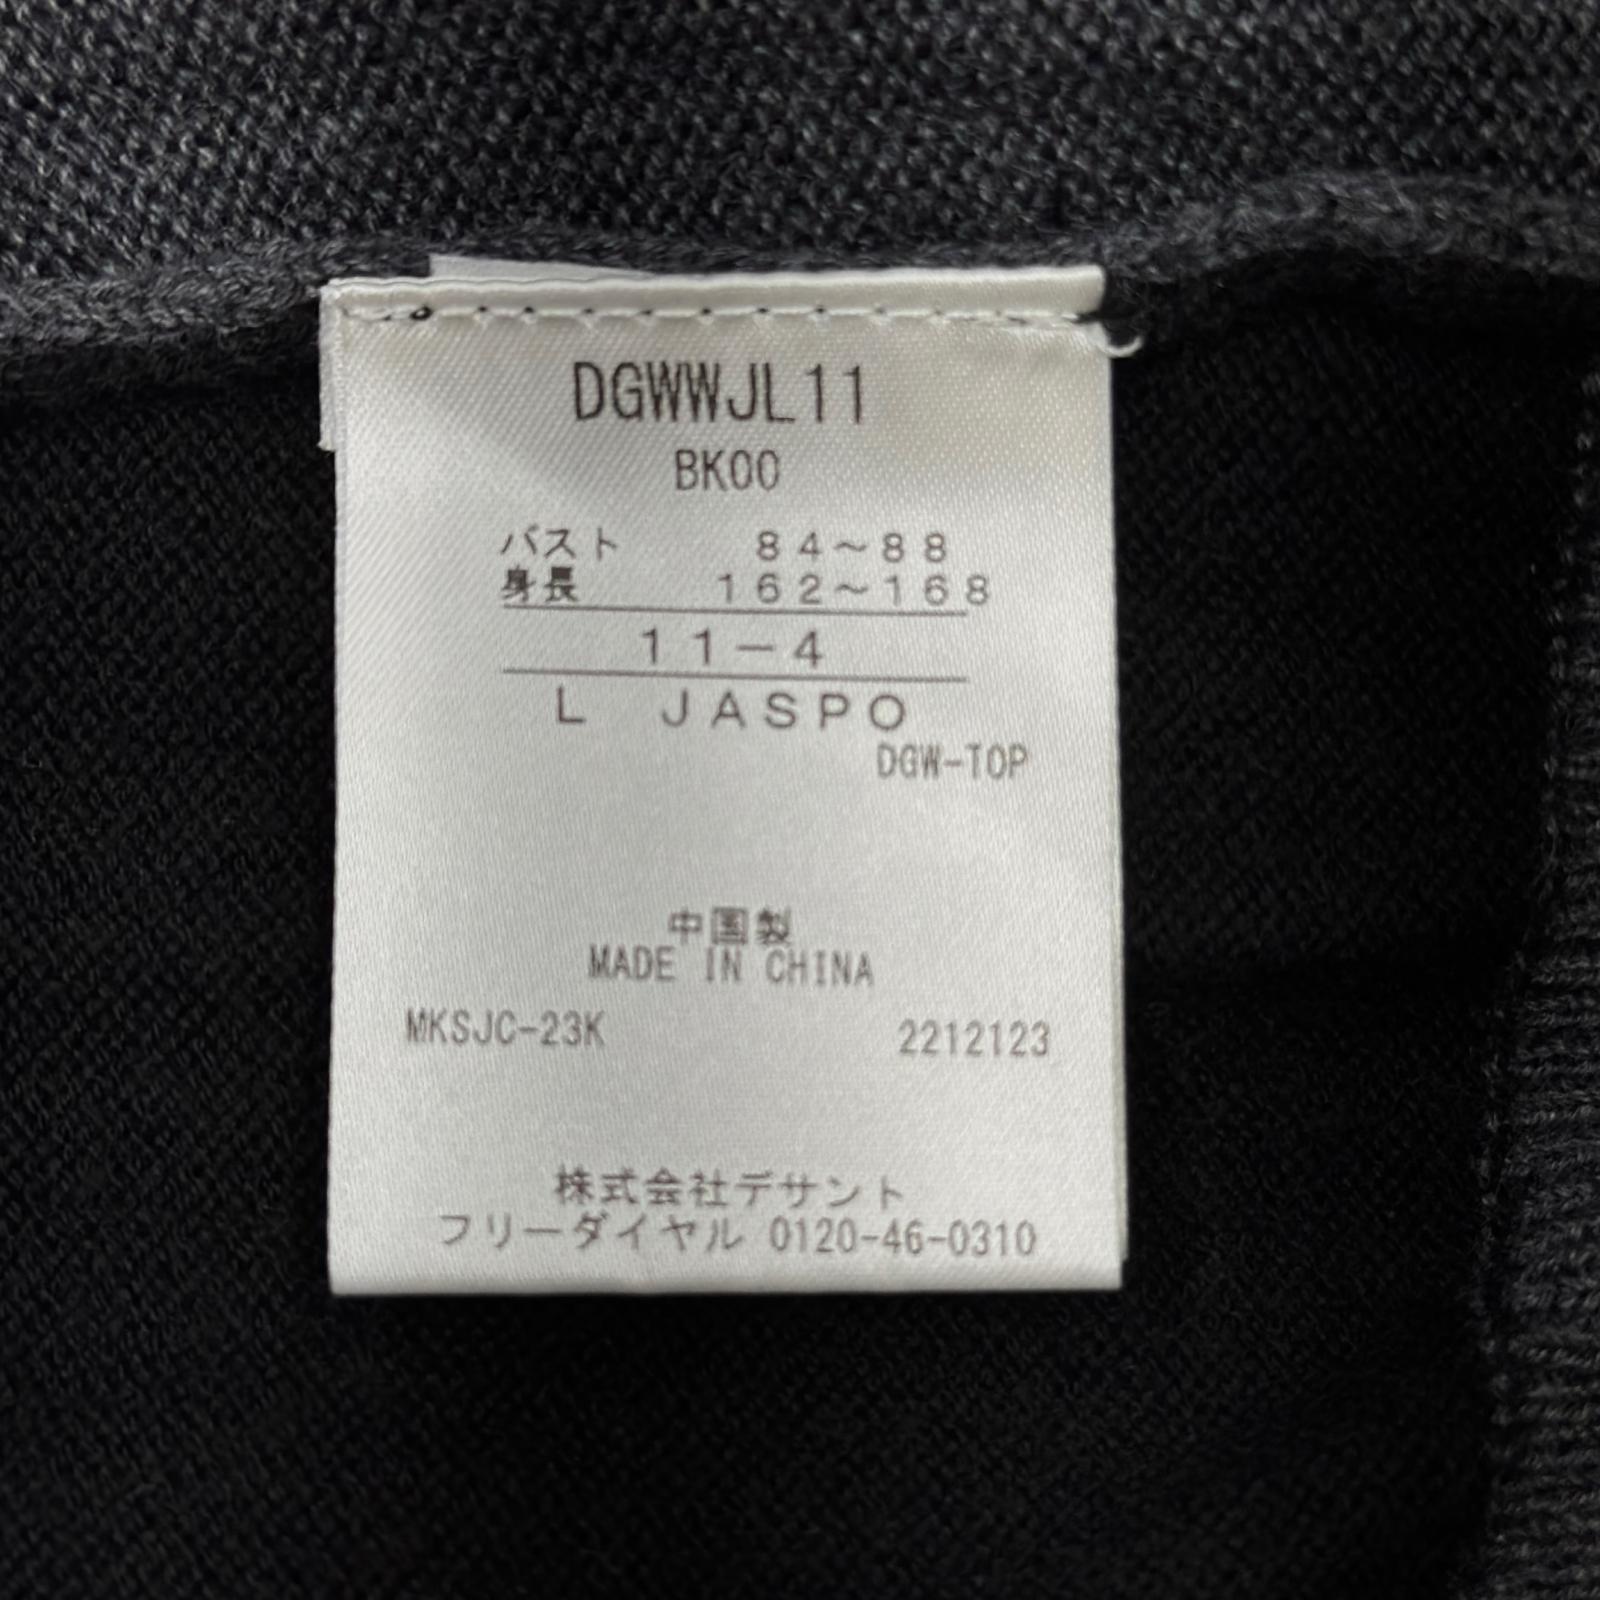 DGWWJL11
BK00
バスト 84～88
身長 162～168
11－4
L JASPO
DGW-TOP
中国製
MADE IN CHINA
MKSJC-23K 2212123
株式会社デサント
フリーダイヤル 0120-46-0310